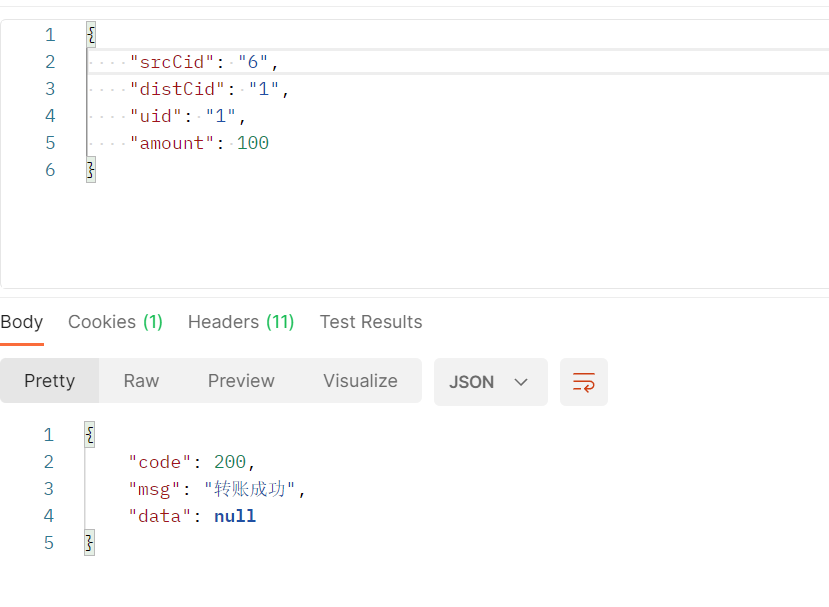 1 {
2 "srcCid": "6",
3 "distCid": "1",
4 "uid": "1",
5 "amount": 100
6 }
Body Cookies (1) Headers (11) Test Results
Pretty Raw Preview Visualize JSON
1 {
2 "code": 200,
3 "msg": "转账成功",
4 "data": null
5 }